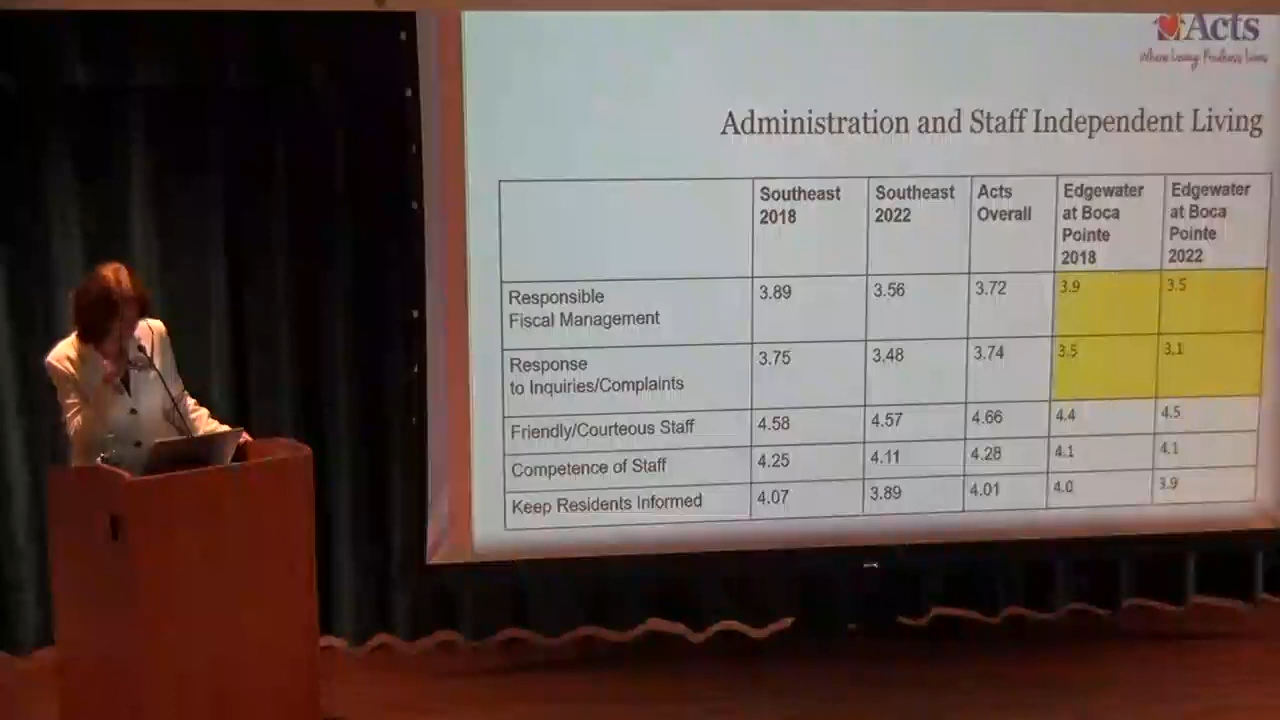 Acts
Administration and Staff Independent Living
Southeast 2018
Southeast 2022
Acts Overall
Edgewater at Boca Pointe 2018
Edgewater at Boca Pointe 2022
Responsible Fiscal Management 3.89 3.56 3.72 3.9 3.5
Response to Inquiries/Complaints 3.75 3.48 3.74 3.5 3.1
Friendly/Courteous Staff 4.58 4.57 4.66 4.4 4.5
Competence of Staff 4.25 4.11 4.28 4.1 4.1
Keep Residents Informed 4.07 3.89 4.01 4.0 3.9